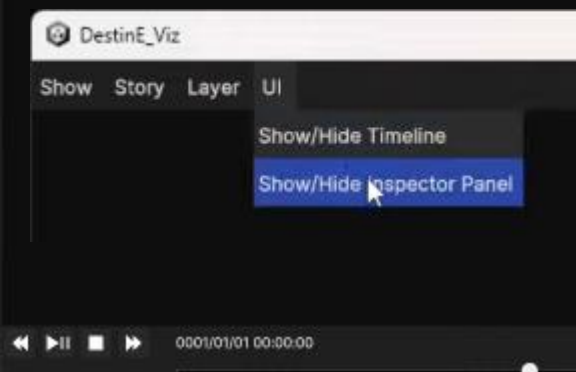 DestinE_Viz
Show Story Layer UI
Show/Hide Timeline
Show/Hide Inspector Panel
0001/01/01 00:00:00